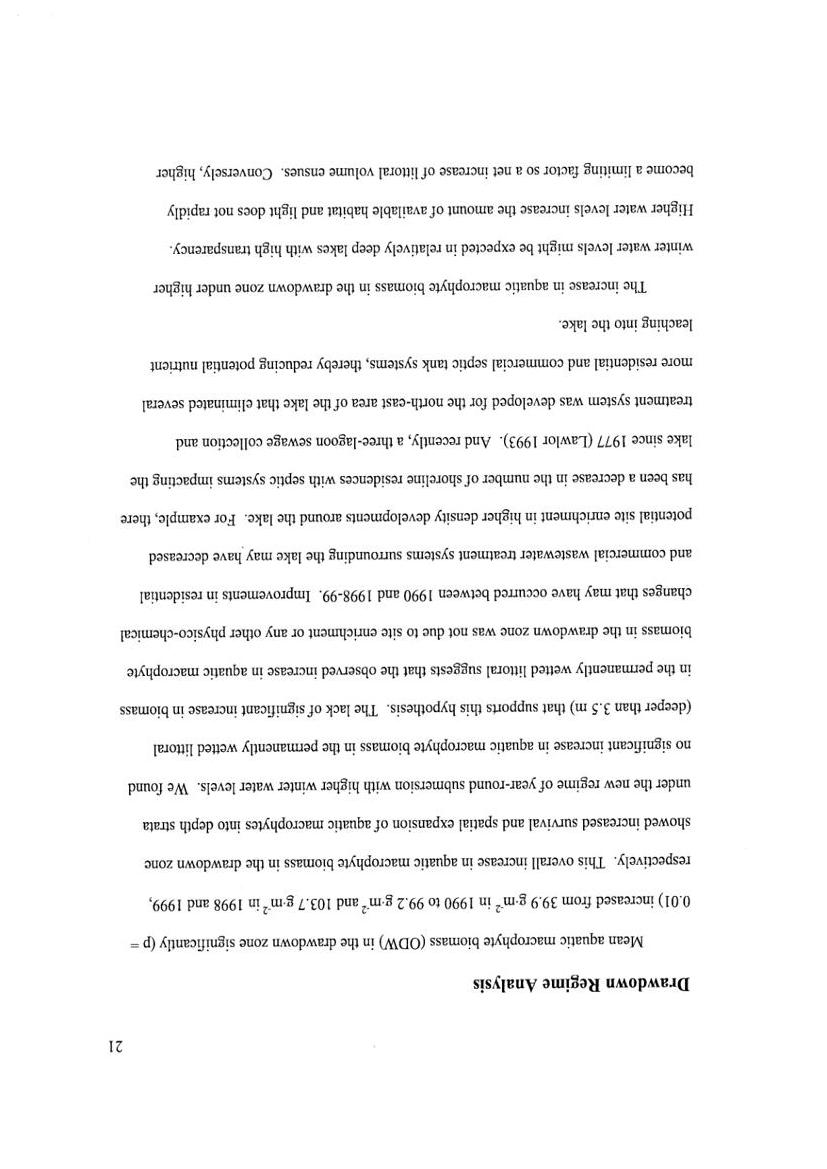 21
Drawdown Regime Analysis
Mean aquatic macrophyte biomass (ODW) in the drawdown zone significantly (p =
0.01) increased from 39.9 g·m⁻² in 1990 to 99.2 g·m⁻² and 103.7 g·m⁻² in 1998 and 1999,
respectively. This overall increase in aquatic macrophyte biomass in the drawdown zone
showed increased survival and spatial expansion of aquatic macrophytes into depth strata
under the new regime of year-round submersion with higher winter water levels. We found
no significant increase in aquatic macrophyte biomass in the permanently wetted littoral
(deeper than 3.5 m) that supports this hypothesis. The lack of significant increase in biomass
in the permanently wetted littoral suggests that the observed increase in aquatic macrophyte
biomass in the drawdown zone was not due to site enrichment or any other physico-chemical
changes that may have occurred between 1990 and 1998-99. Improvements in residential
and commercial wastewater treatment systems surrounding the lake may have decreased
potential site enrichment in higher density developments around the lake. For example, there
has been a decrease in the number of shoreline residences with septic systems impacting the
lake since 1977 (Lawlor 1993). And recently, a three-lagoon sewage collection and
treatment system was developed for the north-east area of the lake that eliminated several
more residential and commercial septic tank systems, thereby reducing potential nutrient
leaching into the lake.
The increase in aquatic macrophyte biomass in the drawdown zone under higher
winter water levels might be expected in relatively deep lakes with high transparency.
Higher water levels increase the amount of available habitat and light does not rapidly
become a limiting factor so a net increase of littoral volume ensues. Conversely, higher